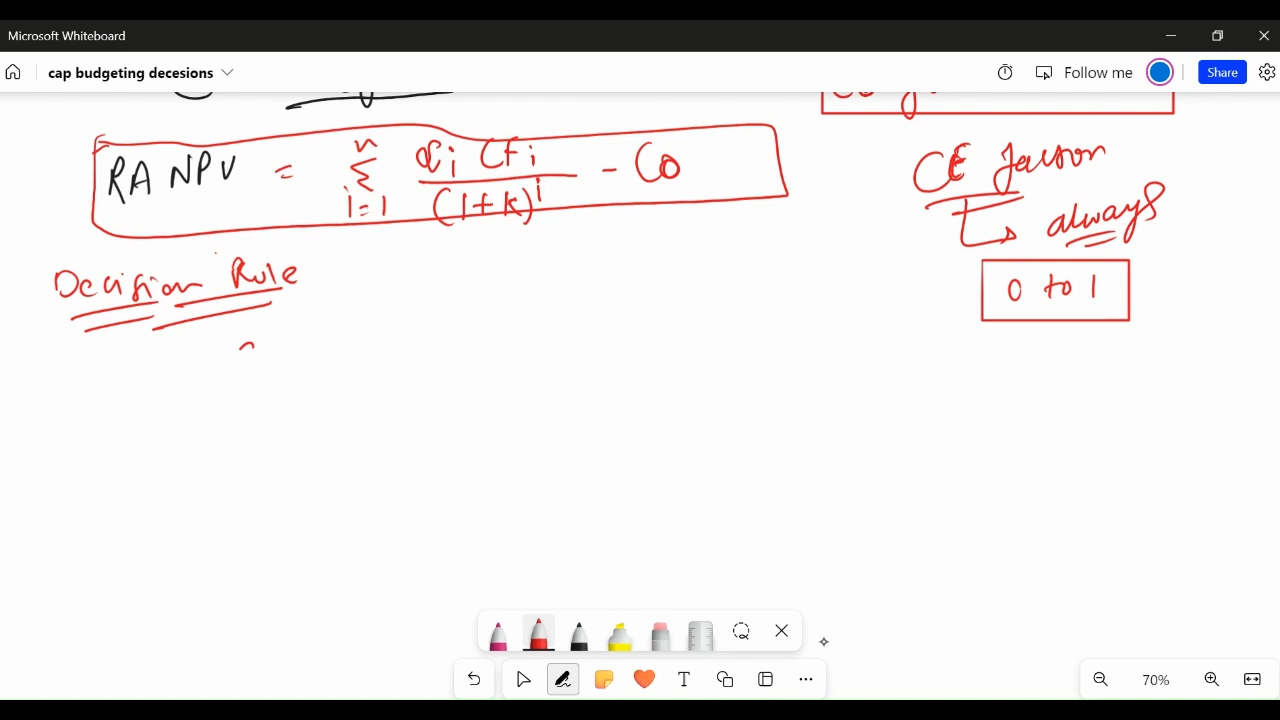 Microsoft Whiteboard
cap budgeting decesions
Follow me
Share
RA NPV = n Σ i=1 αi CFi / (1+k)^i - Co
CE factor
always
0 to 1
Decision Rule
70%